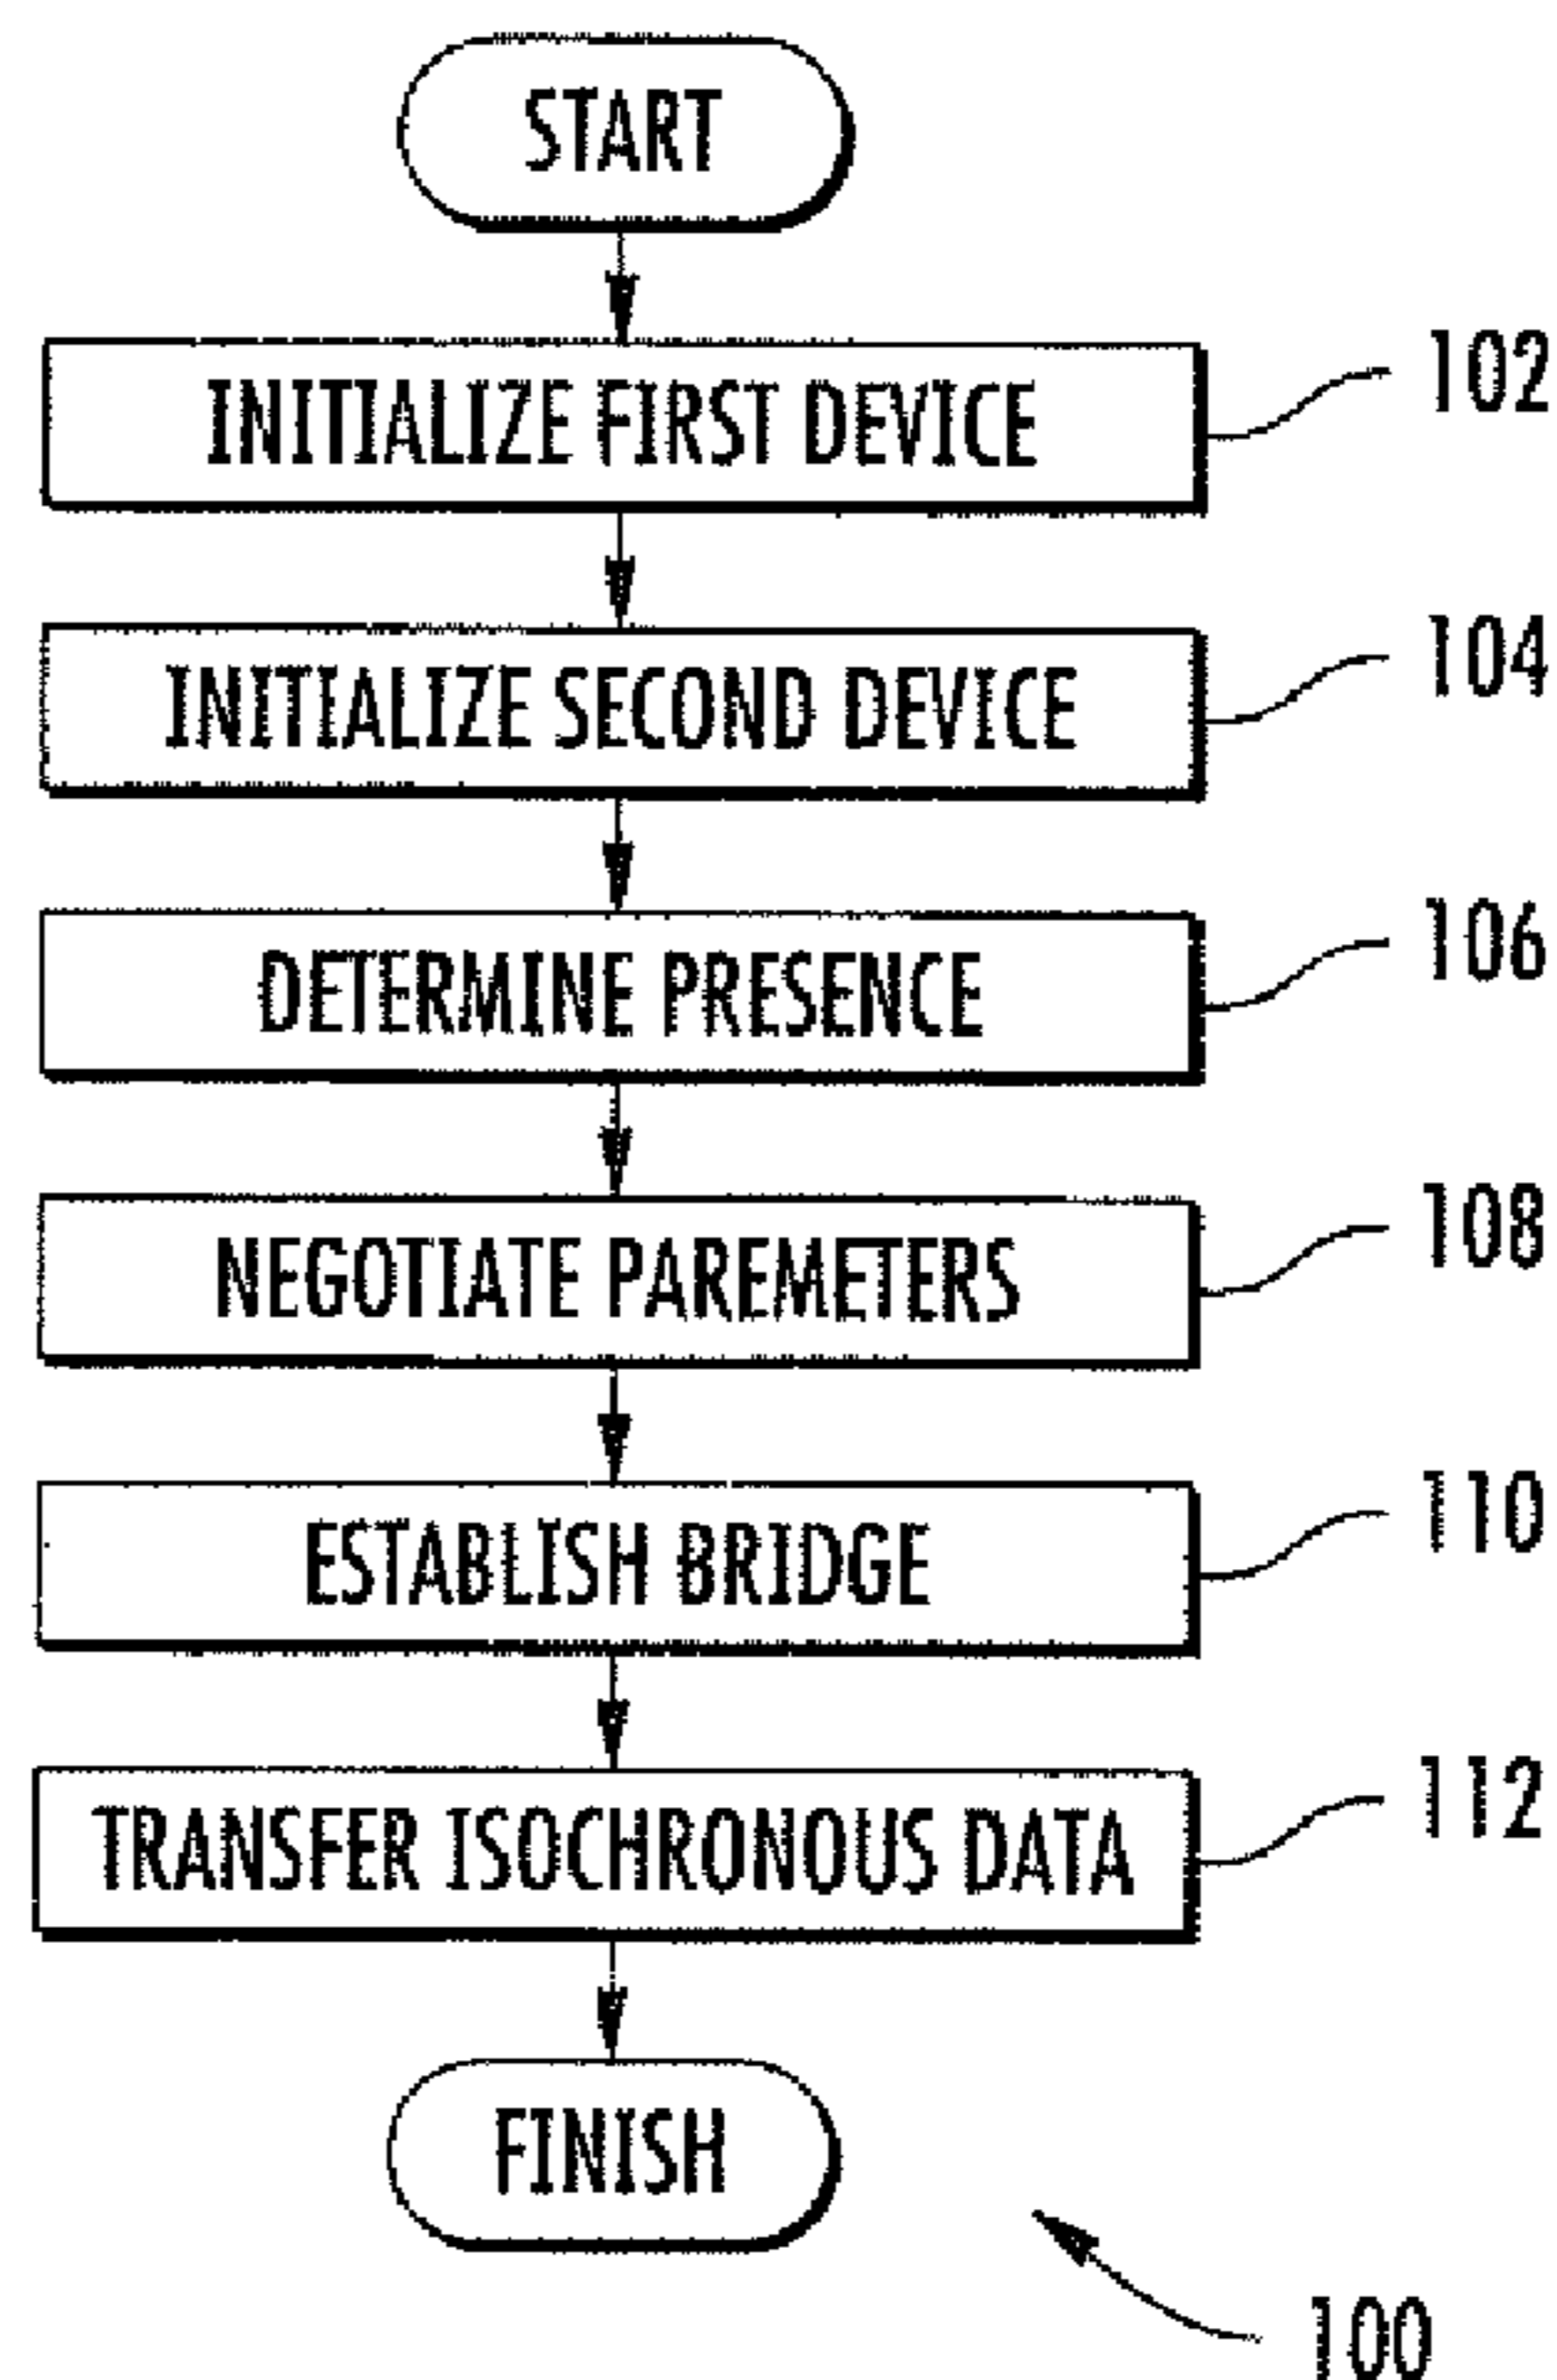 START
INITIALIZE FIRST DEVICE
102
INITIALIZE SECOND DEVICE
104
DETERMINE PRESENCE
106
NEGOTIATE PAREMETERS
108
ESTABLISH BRIDGE
110
TRANSFER ISOCHRONOUS DATA
112
FINISH
100